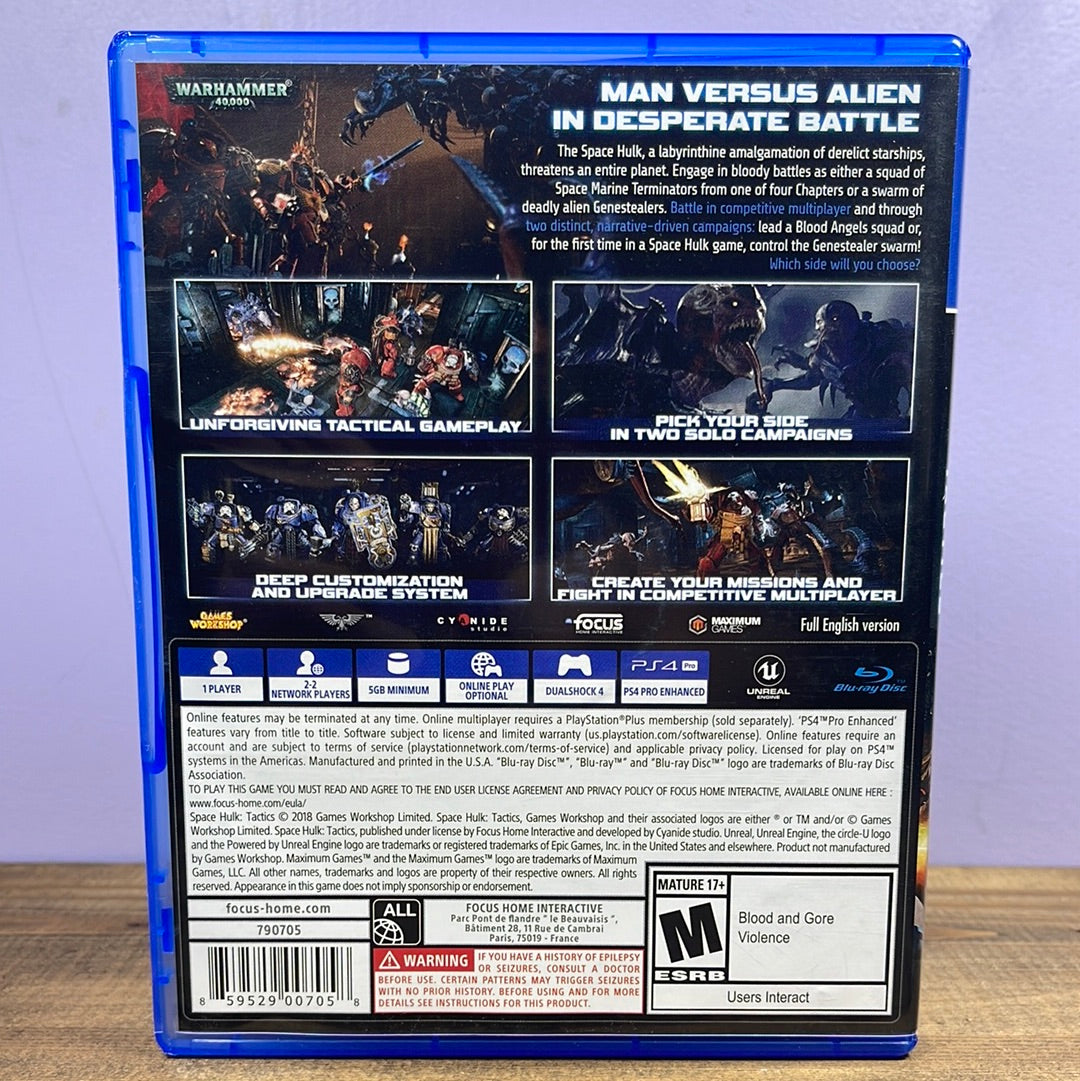 WARHAMMER®
40,000
MAN VERSUS ALIEN
IN DESPERATE BATTLE
The Space Hulk, a labyrinthine amalgamation of derelict starships,
threatens an entire planet. Engage in bloody battles as either a squad of
Space Marine Terminators from one of four Chapters or a swarm of
deadly alien Genestealers. Battle in competitive multiplayer and through
two distinct, narrative-driven campaigns: lead a Blood Angels squad or,
for the first time in a Space Hulk game, control the Genestealer swarm!
Which side will you choose?
UNFORGIVING TACTICAL GAMEPLAY
PICK YOUR SIDE
IN TWO SOLO CAMPAIGNS
DEEP CUSTOMIZATION
AND UPGRADE SYSTEM
CREATE YOUR MISSIONS AND
FIGHT IN COMPETITIVE MULTIPLAYER
GAMES
WORKSHOP®
™
CYANIDE
studio
FOCUS
HOME INTERACTIVE
MAXIMUM
GAMES
Full English version
1 PLAYER
2-2
NETWORK PLAYERS
5GB MINIMUM
ONLINE PLAY
OPTIONAL
DUALSHOCK 4
PS4 Pro
PS4 PRO ENHANCED
UNREAL
ENGINE
Blu-ray Disc™
Online features may be terminated at any time. Online multiplayer requires a PlayStation®Plus membership (sold separately). 'PS4™Pro Enhanced'
features vary from title to title. Software subject to license and limited warranty (us.playstation.com/softwarelicense). Online features require an
account and are subject to terms of service (playstationnetwork.com/terms-of-service) and applicable privacy policy. Licensed for play on PS4™
systems in the Americas. Manufactured and printed in the U.S.A. "Blu-ray Disc™", "Blu-ray™" and "Blu-ray Disc™" logo are trademarks of Blu-ray Disc
Association.
TO PLAY THIS GAME YOU MUST READ AND AGREE TO THE END USER LICENSE AGREEMENT AND PRIVACY POLICY OF FOCUS HOME INTERACTIVE, AVAILABLE ONLINE HERE :
www.focus-home.com/eula/
Space Hulk: Tactics © 2018 Games Workshop Limited. Space Hulk: Tactics, Games Workshop and their associated logos are either ® or TM and/or © Games
Workshop Limited. Space Hulk: Tactics, published under license by Focus Home Interactive and developed by Cyanide studio. Unreal, Unreal Engine, the circle-U logo
and the Powered by Unreal Engine logo are trademarks or registered trademarks of Epic Games, Inc. in the United States and elsewhere. Product not manufactured
by Games Workshop. Maximum Games™ and the Maximum Games™ logo are trademarks of Maximum
Games, LLC. All other names, trademarks and logos are property of their respective owners. All rights
reserved. Appearance in this game does not imply sponsorship or endorsement.
focus-home.com
790705
ALL
FOCUS HOME INTERACTIVE
Parc Pont de flandre " le Beauvaisis ",
Bâtiment 28, 11 Rue de Cambrai
Paris, 75019 - France
8 59529 00705 8
WARNING IF YOU HAVE A HISTORY OF EPILEPSY
OR SEIZURES, CONSULT A DOCTOR
BEFORE USE. CERTAIN PATTERNS MAY TRIGGER SEIZURES
WITH NO PRIOR HISTORY. BEFORE USING AND FOR MORE
DETAILS SEE INSTRUCTIONS FOR THIS PRODUCT.
MATURE 17+
M
ESRB
Blood and Gore
Violence
Users Interact